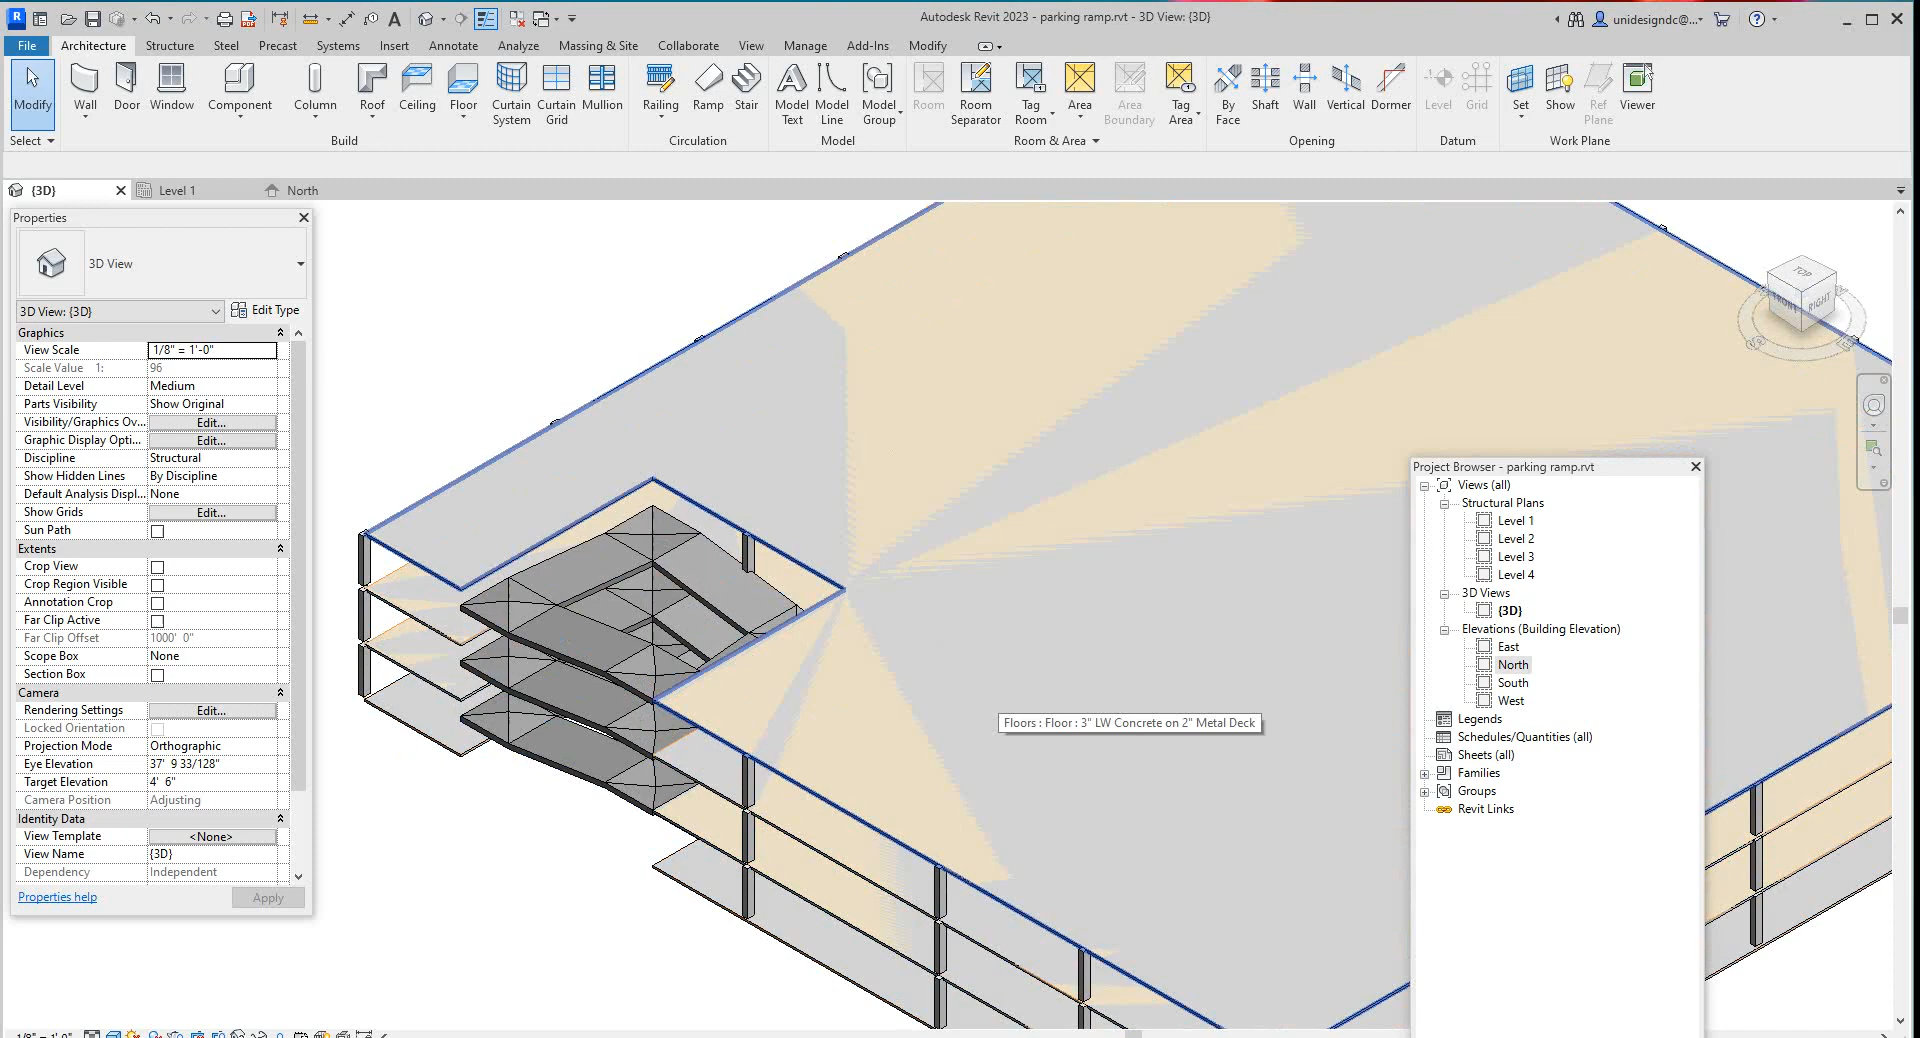 Autodesk Revit 2023 - parking ramp.rvt - 3D View: {3D}
unidesigndc@...
File Architecture Structure Steel Precast Systems Insert Annotate Analyze Massing & Site Collaborate View Manage Add-Ins Modify
Modify Wall Door Window Component Column Roof Ceiling Floor Curtain System Curtain Grid Mullion Railing Ramp Stair Model Text Model Line Model Group Room Room Separator Tag Room Area Area Boundary Tag Area By Face Shaft Wall Vertical Dormer Level Grid Set Show Ref Plane Viewer
Select Build Circulation Model Room & Area Opening Datum Work Plane
{3D} Level 1 North
Properties
3D View
3D View: {3D} Edit Type
Graphics
View Scale 1/8" = 1'-0"
Scale Value 1: 96
Detail Level Medium
Parts Visibility Show Original
Visibility/Graphics Ov... Edit...
Graphic Display Opti... Edit...
Discipline Structural
Show Hidden Lines By Discipline
Default Analysis Displ... None
Show Grids Edit...
Sun Path
Extents
Crop View
Crop Region Visible
Annotation Crop
Far Clip Active
Far Clip Offset 1000' 0"
Scope Box None
Section Box
Camera
Rendering Settings Edit...
Locked Orientation
Projection Mode Orthographic
Eye Elevation 37' 9 33/128"
Target Elevation 4' 6"
Camera Position Adjusting
Identity Data
View Template <None>
View Name {3D}
Dependency Independent
Properties help Apply
TOP
FRONT RIGHT
Floors : Floor : 3" LW Concrete on 2" Metal Deck
Project Browser - parking ramp.rvt
Views (all)
Structural Plans
Level 1
Level 2
Level 3
Level 4
3D Views
{3D}
Elevations (Building Elevation)
East
North
South
West
Legends
Schedules/Quantities (all)
Sheets (all)
Families
Groups
Revit Links
1/8" = 1'-0"